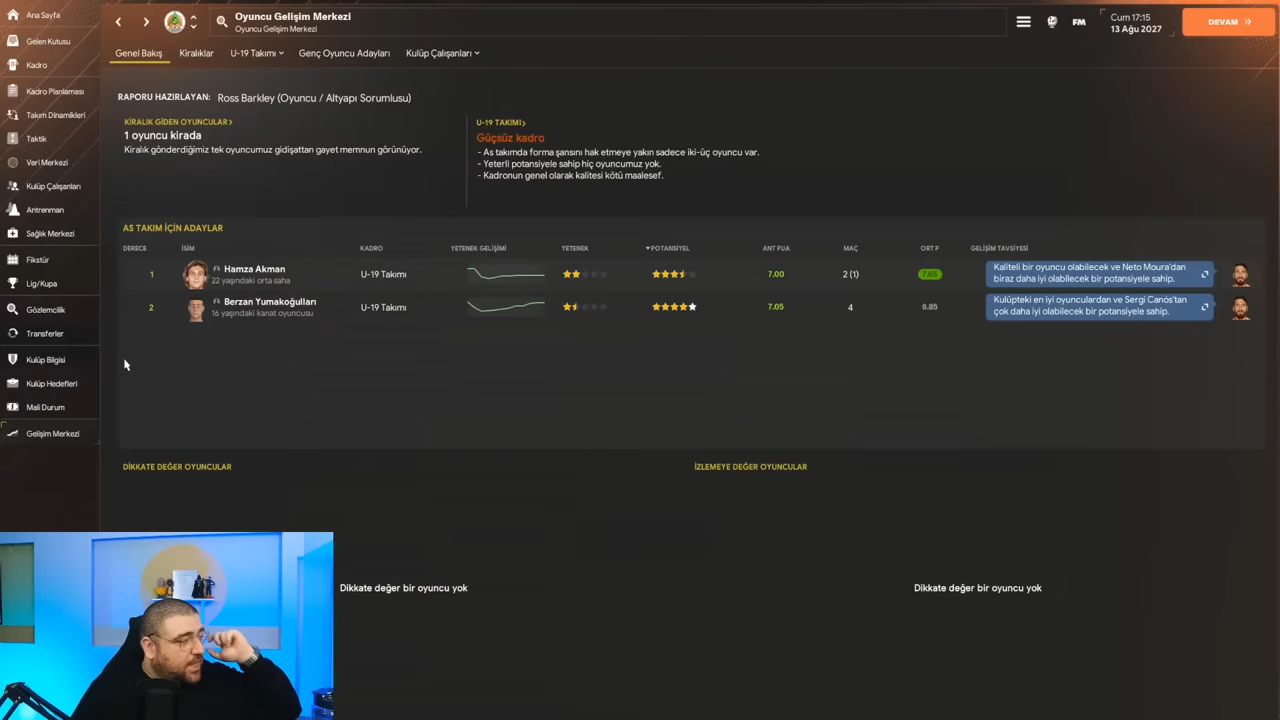 Ana Sayfa
Gelen Kutusu
Kadro
Kadro Planlaması
Takım Dinamikleri
Taktik
Veri Merkezi
Kulüp Çalışanları
Antrenman
Sağlık Merkezi
Fikstür
Lig/Kupa
Gözlemcilik
Transferler
Kulüp Bilgisi
Kulüp Hedefleri
Mali Durum
Gelişim Merkezi
Oyuncu Gelişim Merkezi
Oyuncu Gelişim Merkezi
FM
Cum 17:15
13 Ağu 2027
DEVAM
Genel Bakış
Kiralıklar
U-19 Takımı
Genç Oyuncu Adayları
Kulüp Çalışanları
RAPORU HAZIRLAYAN: Ross Barkley (Oyuncu / Altyapı Sorumlusu)
KİRALIK GİDEN OYUNCULAR>
1 oyuncu kirada
Kiralık gönderdiğimiz tek oyuncumuz gidişattan gayet memnun görünüyor.
U-19 TAKIMI>
Güçsüz kadro
- As takımda forma şansını hak etmeye yakın sadece iki-üç oyuncu var.
- Yeterli potansiyele sahip hiç oyuncumuz yok.
- Kadronun genel olarak kalitesi kötü maalesef.
AS TAKIM İÇİN ADAYLAR
DERECE İSİM KADRO YETENEK GELİŞİMİ YETENEK POTANSİYEL ANT PUA MAÇ ORT P GELİŞİM TAVSİYESİ
1 Hamza Akman U-19 Takımı 7.00 2 (1) 7.65
22 yaşındaki orta saha
Kaliteli bir oyuncu olabilecek ve Neto Moura'dan
biraz daha iyi olabilecek bir potansiyele sahip.
2 Berzan Yumakoğulları U-19 Takımı 7.05 4 6.85
16 yaşındaki kanat oyuncusu
Kulüpteki en iyi oyunculardan ve Sergi Canós'tan
çok daha iyi olabilecek bir potansiyele sahip.
DİKKATE DEĞER OYUNCULAR
İZLEMEYE DEĞER OYUNCULAR
Dikkate değer bir oyuncu yok
Dikkate değer bir oyuncu yok